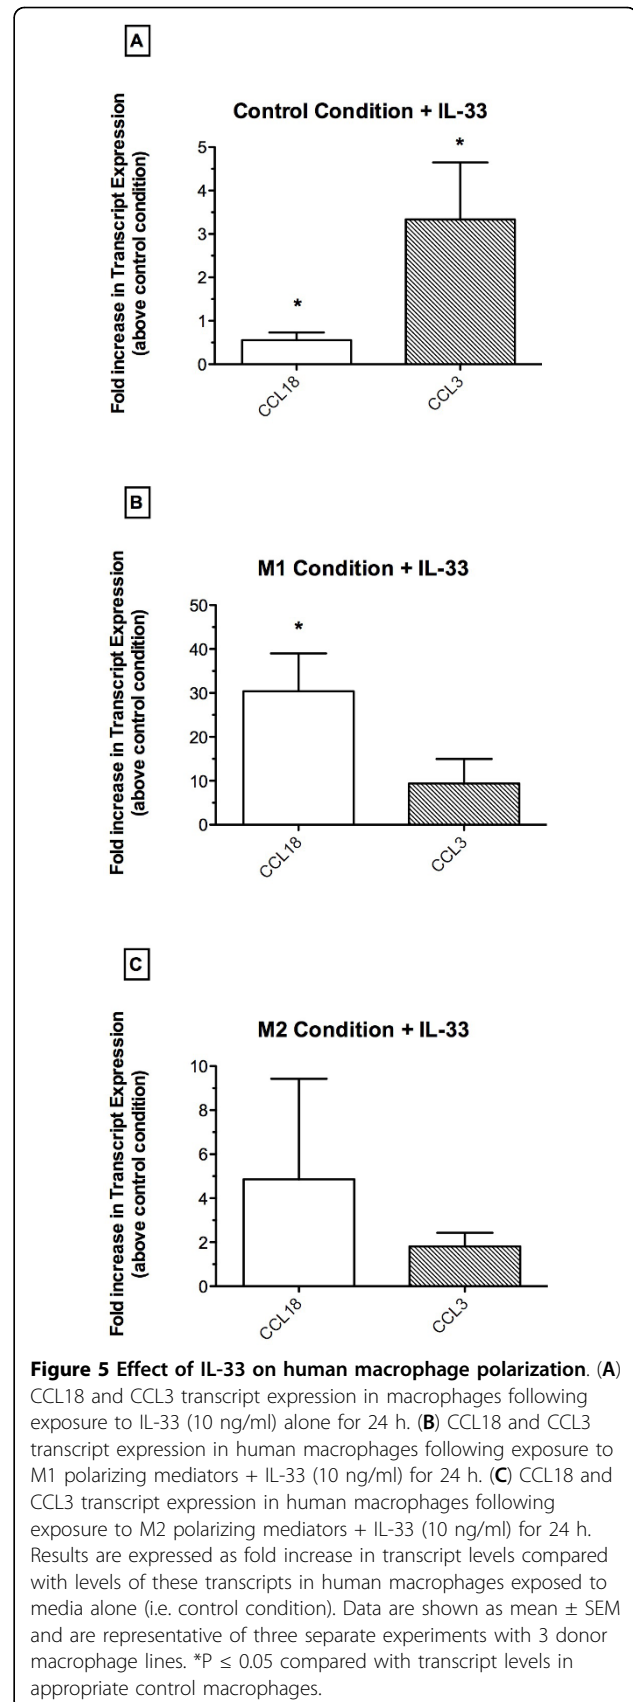 A
Control Condition + IL-33
Fold increase in Transcript Expression
(above control condition)
5
4
3
2
1
0
*
*
CCL18
CCL3
B
M1 Condition + IL-33
Fold increase in Transcript Expression
(above control condition)
50
40
30
20
10
0
*
CCL18
CCL3
C
M2 Condition + IL-33
Fold increase in Transcript Expression
(above control condition)
10
8
6
4
2
0
CCL18
CCL3
Figure 5 Effect of IL-33 on human macrophage polarization. (A)
CCL18 and CCL3 transcript expression in macrophages following
exposure to IL-33 (10 ng/ml) alone for 24 h. (B) CCL18 and CCL3
transcript expression in human macrophages following exposure to
M1 polarizing mediators + IL-33 (10 ng/ml) for 24 h. (C) CCL18 and
CCL3 transcript expression in human macrophages following
exposure to M2 polarizing mediators + IL-33 (10 ng/ml) for 24 h.
Results are expressed as fold increase in transcript levels compared
with levels of these transcripts in human macrophages exposed to
media alone (i.e. control condition). Data are shown as mean ± SEM
and are representative of three separate experiments with 3 donor
macrophage lines. *P ≤ 0.05 compared with transcript levels in
appropriate control macrophages.